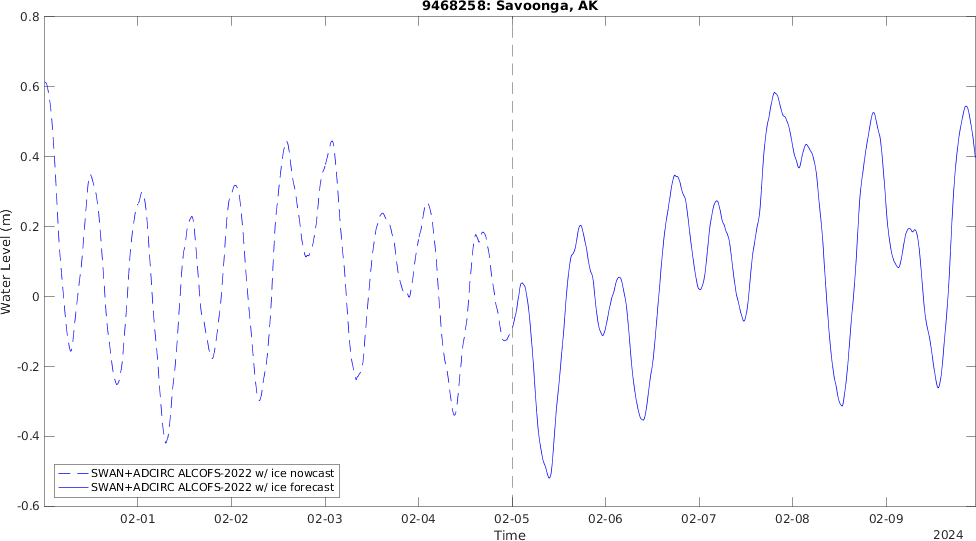 9468258: Savoonga, AK
0.8
0.6
0.4
0.2
0
-0.2
-0.4
-0.6
Water Level (m)
SWAN+ADCIRC ALCOFS-2022 w/ ice nowcast
SWAN+ADCIRC ALCOFS-2022 w/ ice forecast
02-01 02-02 02-03 02-04 02-05 02-06 02-07 02-08 02-09
Time
2024